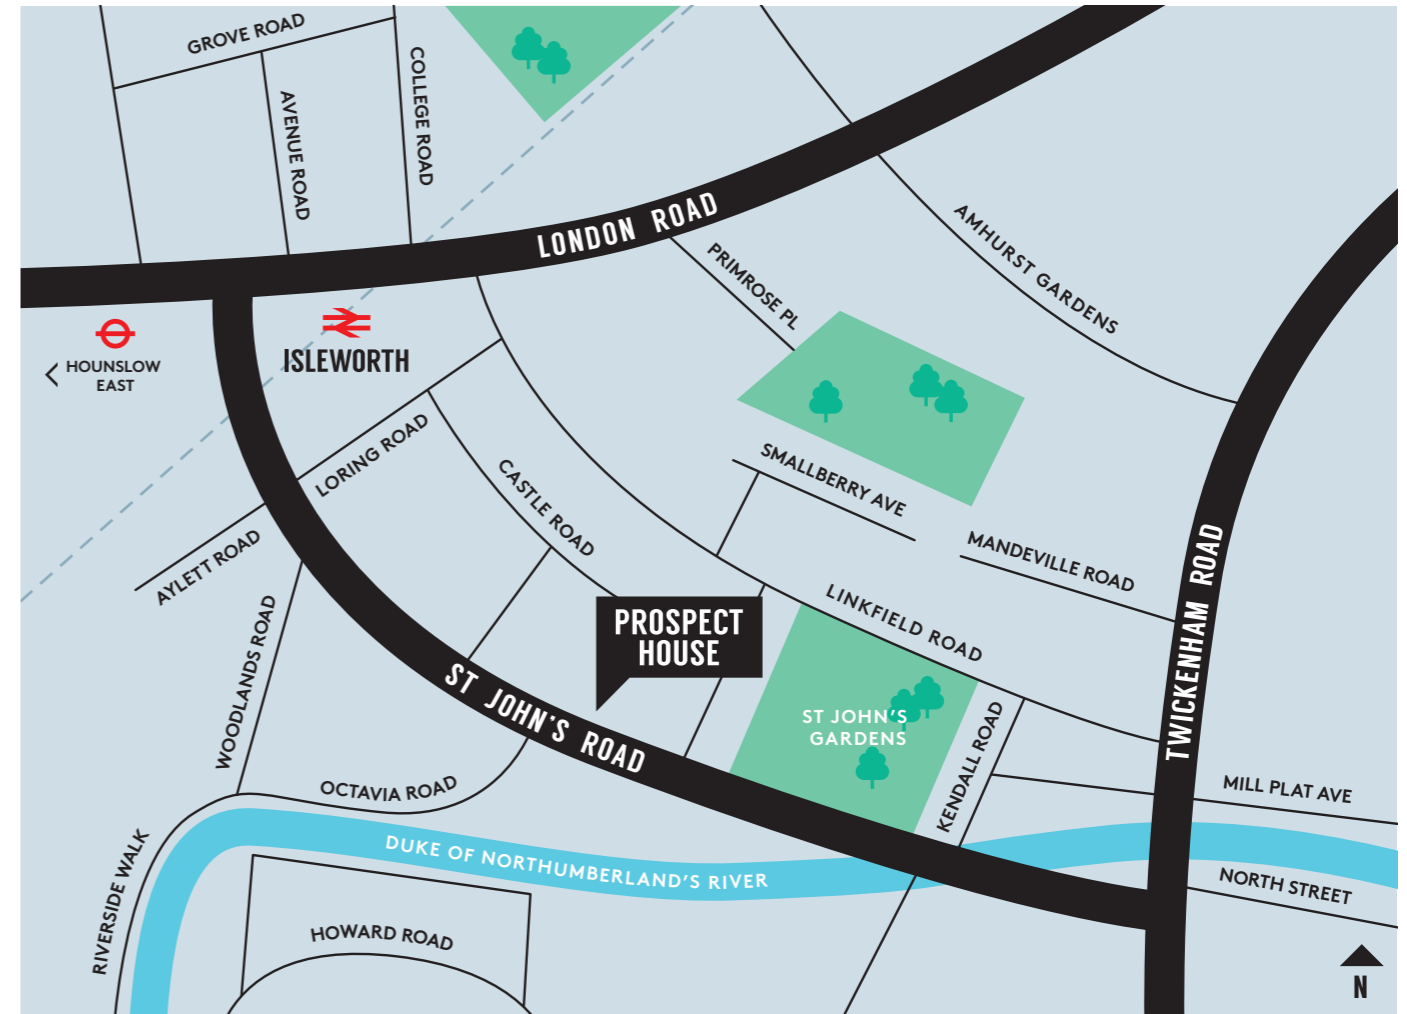 GROVE ROAD
COLLEGE ROAD
AVENUE ROAD
LONDON ROAD
AMHURST GARDENS
PRIMROSE PL
HOUNSLOW
EAST
ISLEWORTH
LORING ROAD
CASTLE ROAD
SMALLBERRY AVE
MANDEVILLE ROAD
TWICKENHAM ROAD
AYLETT ROAD
WOODLANDS ROAD
PROSPECT
HOUSE
LINKFIELD ROAD
ST JOHN'S ROAD
ST JOHN'S
GARDENS
KENDALL ROAD
OCTAVIA ROAD
MILL PLAT AVE
RIVERSIDE WALK
DUKE OF NORTHUMBERLAND'S RIVER
NORTH STREET
HOWARD ROAD
N